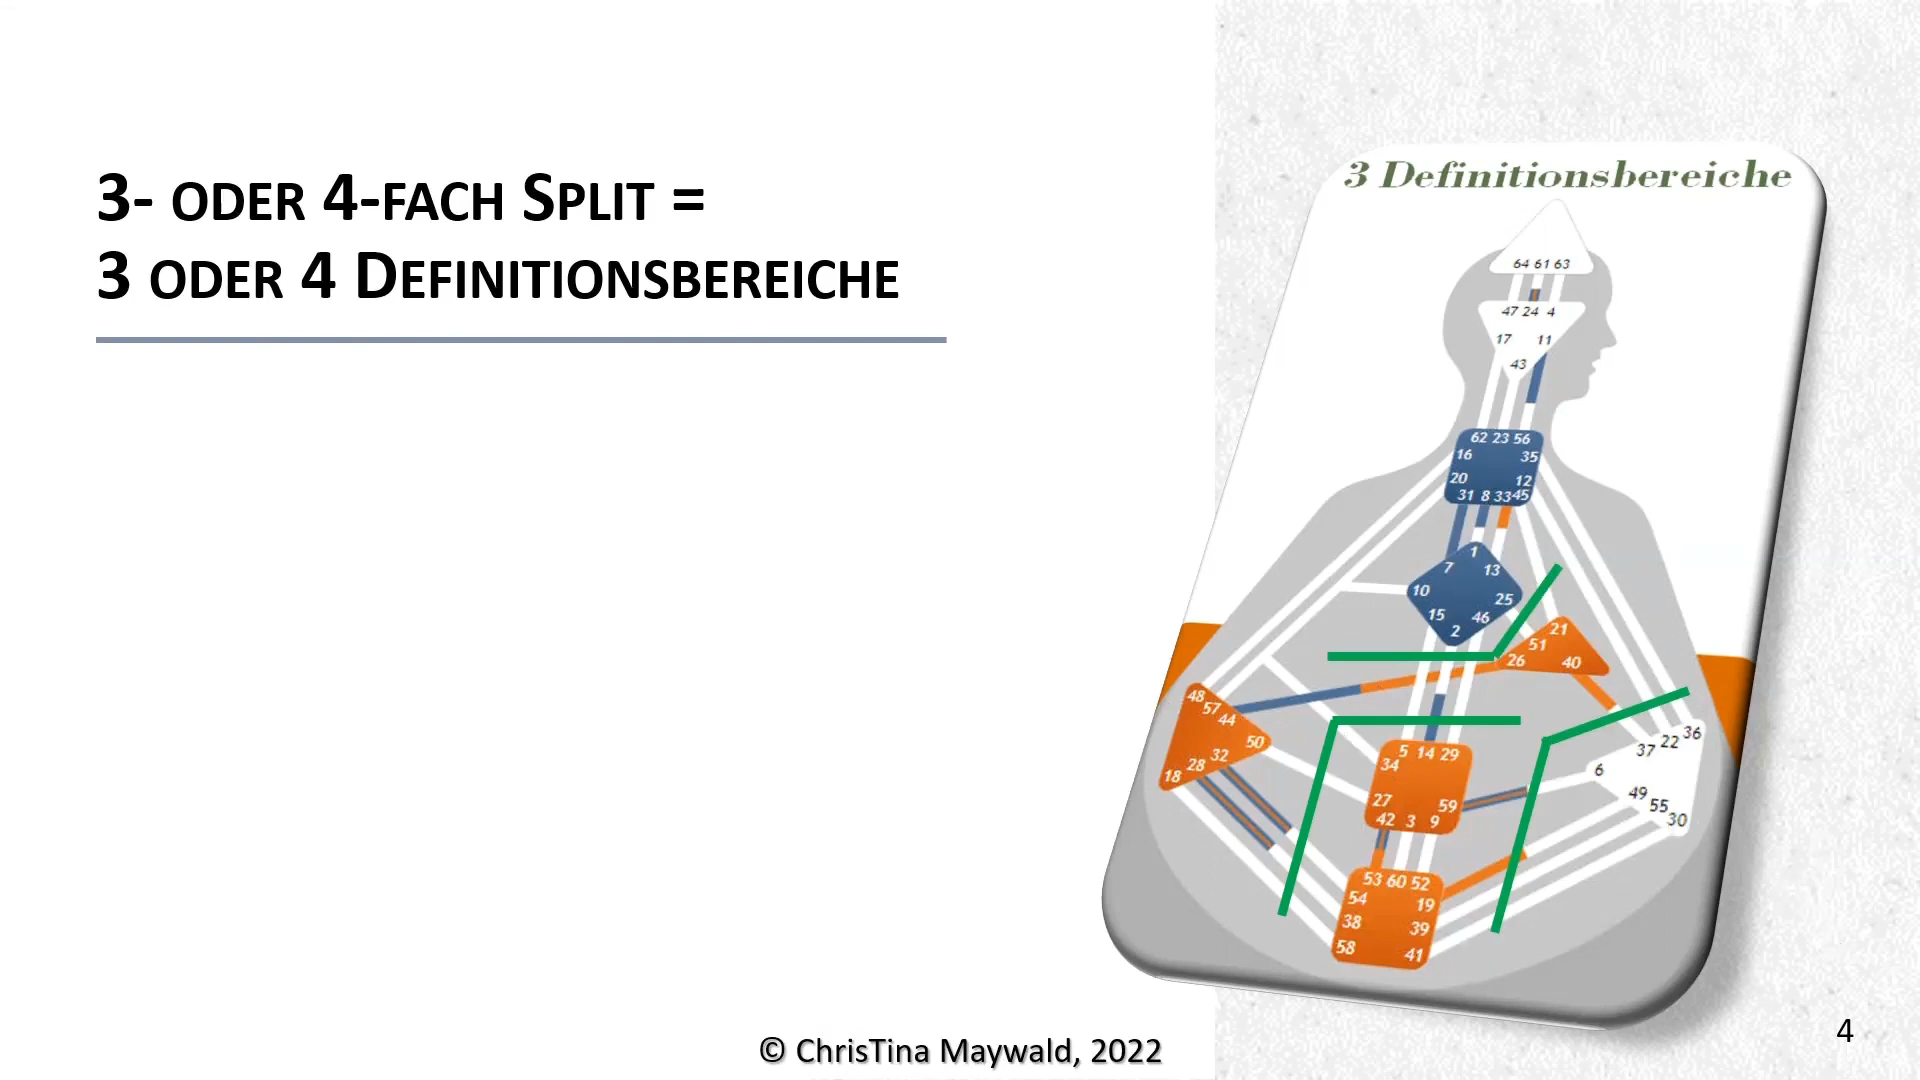 3- ODER 4-FACH SPLIT =
3 ODER 4 DEFINITIONSBEREICHE
3 Definitionsbereiche
64 61 63
47 24 4
17 11
43
62 23 56
16 35
20 12
31 8 33 45
1
7 13
10 25
15 46
2
21
51
26 40
48
57
44
50
32
28
18
5 14 29
34
27 59
42 3 9
36
22
37
6
49
55
30
53 60 52
54 19
38 39
58 41
© ChrisTina Maywald, 2022
4